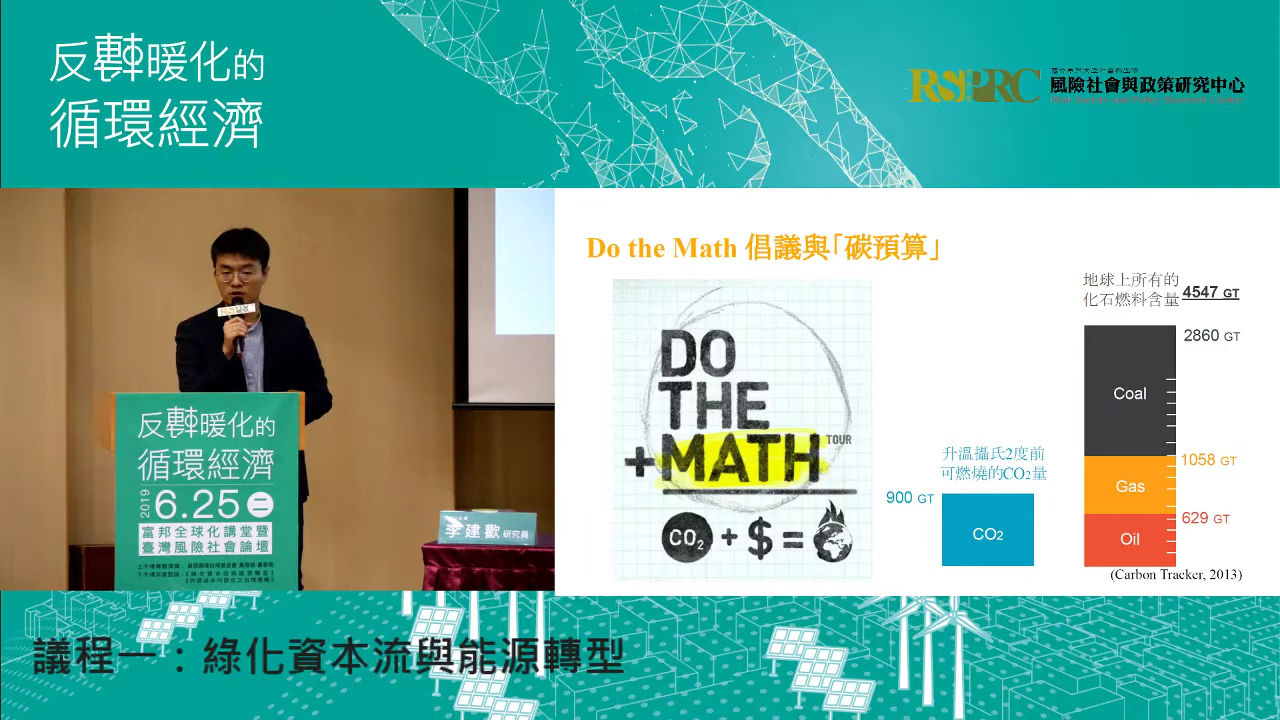 反轉暖化的
循環經濟
RSPRC
風險社會與政策研究中心
Do the Math 倡議與「碳預算」
DO
THE
+MATH
TOUR
CO2 + $ =
升溫攝氏2度前
可燃燒的CO2量
900 GT
CO2
地球上所有的
化石燃料含量
4547 GT
2860 GT
Coal
1058 GT
Gas
629 GT
Oil
(Carbon Tracker, 2013)
反轉暖化的
循環經濟
2019 6.25 二
富邦全球化講堂暨
臺灣風險社會論壇
李建歡 研究員
議程一：綠化資本流與能源轉型